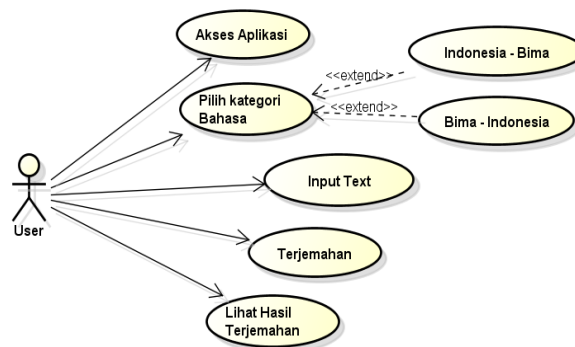 Akses Aplikasi
Indonesia - Bima
<<extend>>
Pilih kategori
Bahasa
<<extend>>
Bima - Indonesia
Input Text
User
Terjemahan
Lihat Hasil
Terjemahan